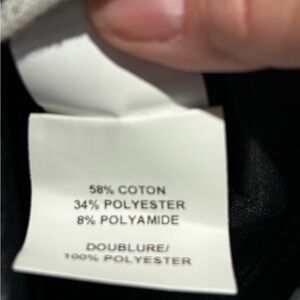 58% COTON
34% POLYESTER
8% POLYAMIDE
DOUBLURE/
100% POLYESTER